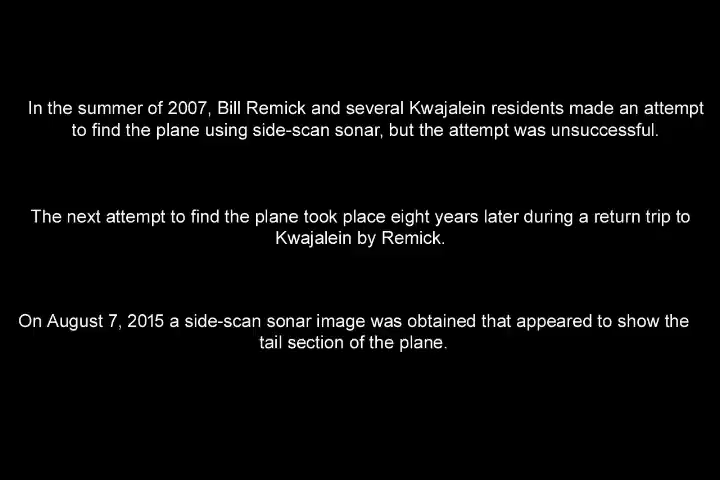 In the summer of 2007, Bill Remick and several Kwajalein residents made an attempt
to find the plane using side-scan sonar, but the attempt was unsuccessful.
The next attempt to find the plane took place eight years later during a return trip to
Kwajalein by Remick.
On August 7, 2015 a side-scan sonar image was obtained that appeared to show the
tail section of the plane.